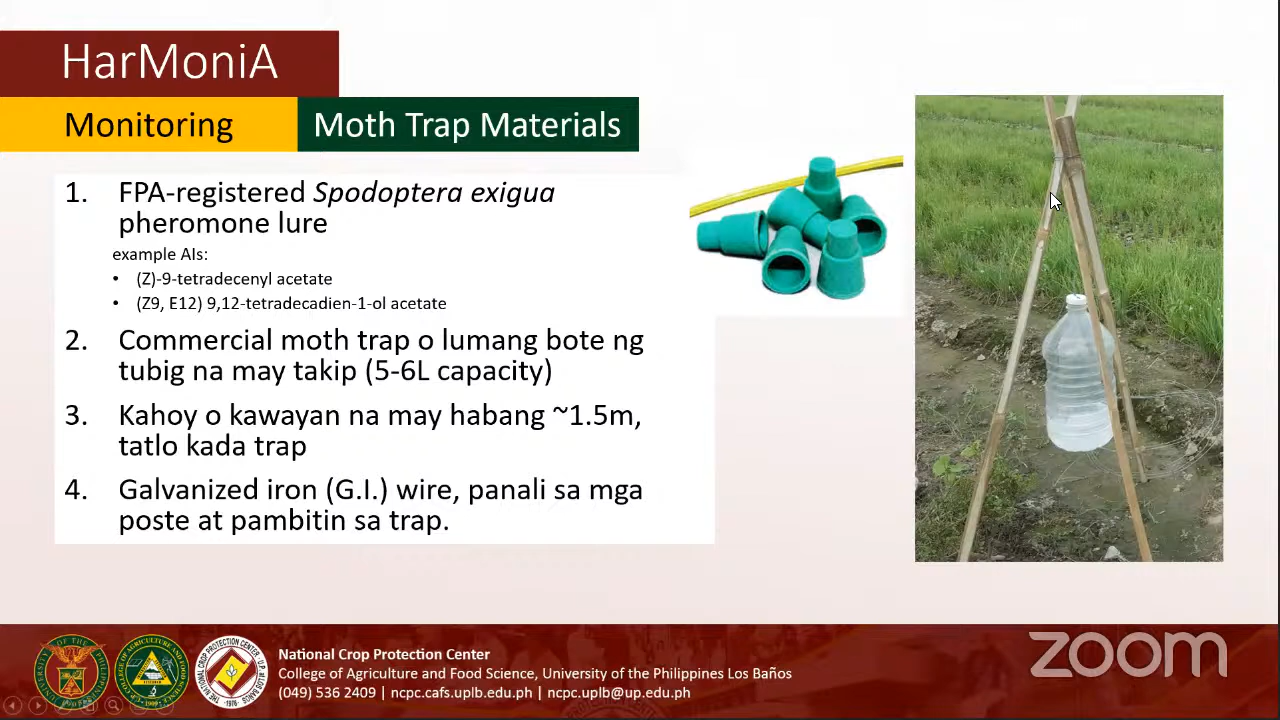 HarMoniA
Monitoring
Moth Trap Materials
1. FPA-registered Spodoptera exigua
pheromone lure
example AIs:
• (Z)-9-tetradecenyl acetate
• (Z9, E12) 9,12-tetradecadien-1-ol acetate
2. Commercial moth trap o lumang bote ng
tubig na may takip (5-6L capacity)
3. Kahoy o kawayan na may habang ~1.5m,
tatlo kada trap
4. Galvanized iron (G.I.) wire, panali sa mga
poste at pambitin sa trap.
National Crop Protection Center
College of Agriculture and Food Science, University of the Philippines Los Baños
(049) 536 2409 | ncpc.cafs.uplb.edu.ph | ncpc.uplb@up.edu.ph
zoom